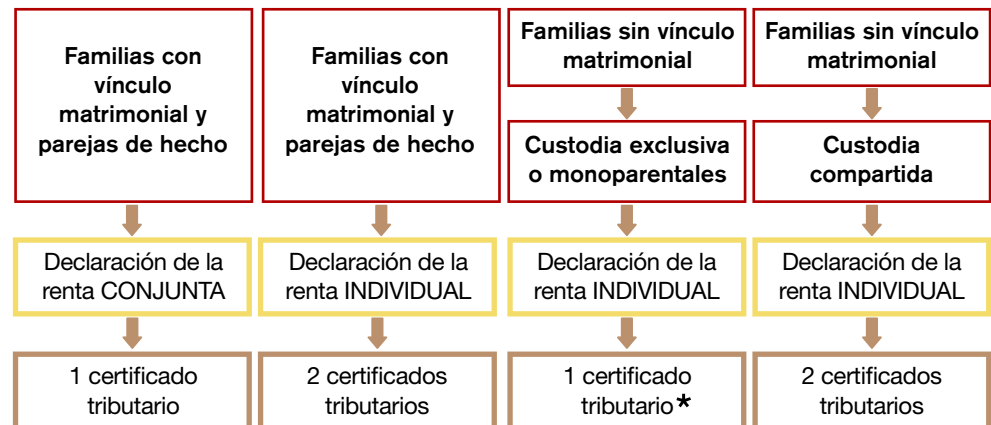 Familias con
vínculo
matrimonial y
parejas de hecho
Declaración de la
renta CONJUNTA
1 certificado
tributario
Familias con
vínculo
matrimonial y
parejas de hecho
Declaración de la
renta INDIVIDUAL
2 certificados
tributarios
Familias sin vínculo
matrimonial
Custodia exclusiva
o monoparentales
Declaración de la
renta INDIVIDUAL
1 certificado
tributario*
Familias sin vínculo
matrimonial
Custodia
compartida
Declaración de la
renta INDIVIDUAL
2 certificados
tributarios